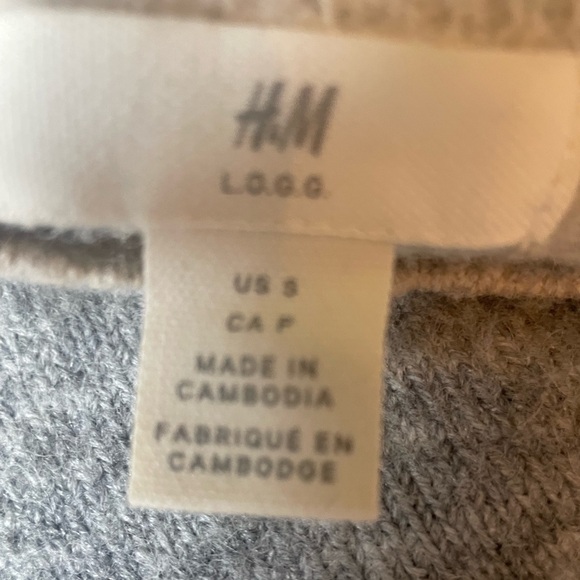 H&M
L.O.G.G.
US S
CA P
MADE IN
CAMBODIA
FABRIQUÉ EN
CAMBODGE